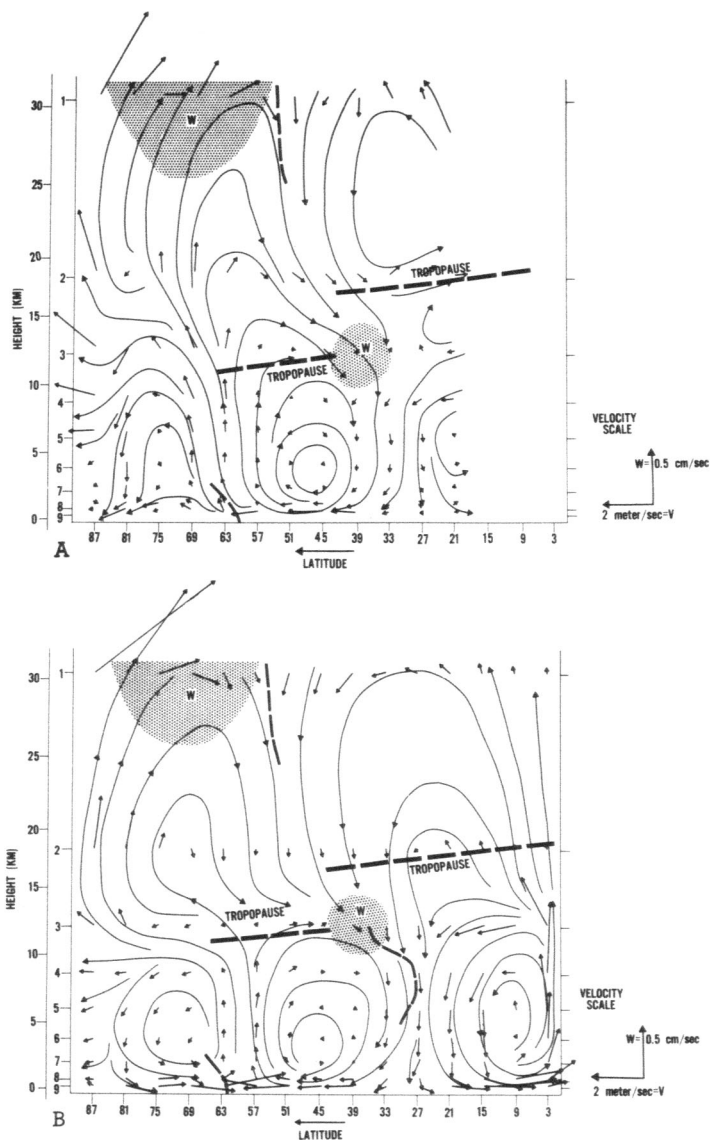 30
1
W
25
20
2
TROPOPAUSE
HEIGHT (KM)
15
3
W
10
TROPOPAUSE
4
5
5
6
7
8
0
9
VELOCITY
SCALE
W= 0.5 cm/sec
2 meter/sec=V
A
87 81 75 69 63 57 51 45 39 33 27 21 15 9 3
LATITUDE
30
1
W
25
20
2
TROPOPAUSE
HEIGHT (KM)
15
TROPOPAUSE
W
3
10
4
5
5
6
7
8
0
9
VELOCITY
SCALE
W= 0.5 cm/sec
2 meter/sec=V
B
87 81 75 69 63 57 51 45 39 33 27 21 15 9 3
LATITUDE